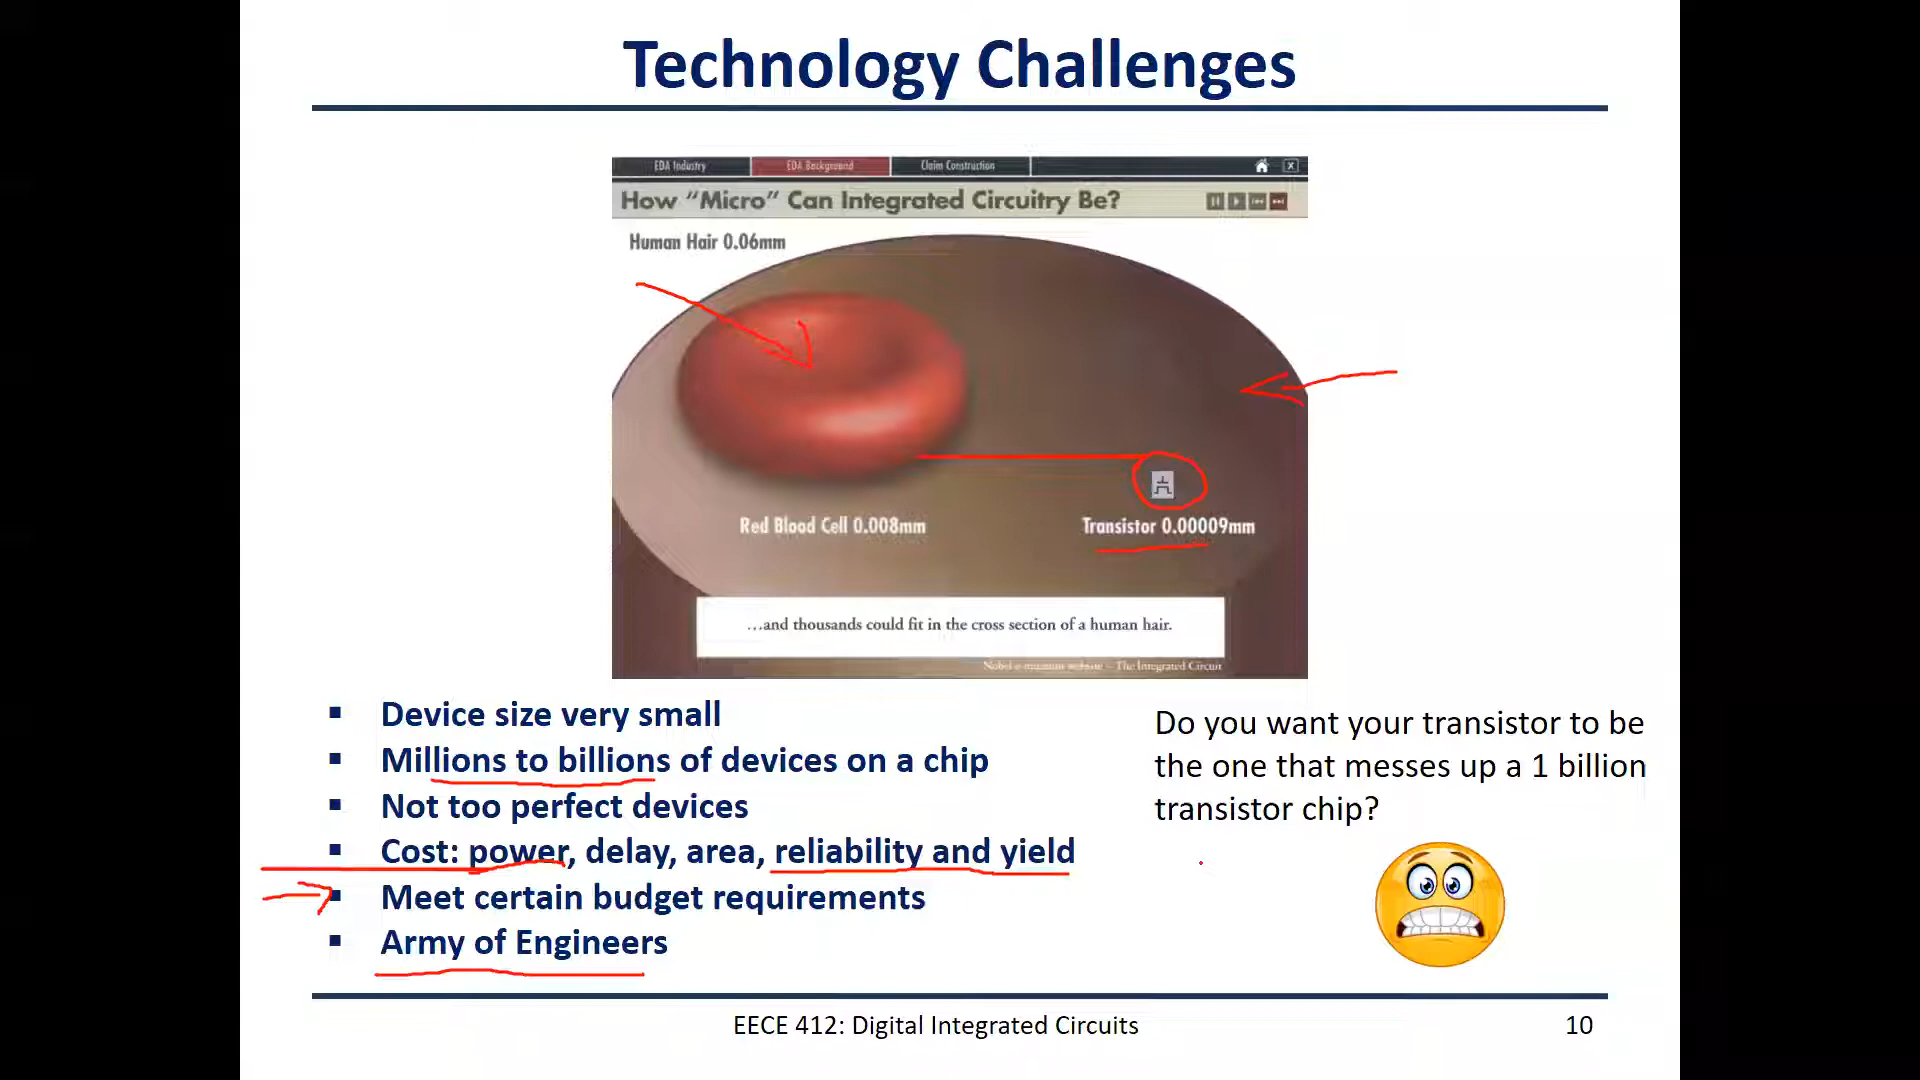 Technology Challenges
EDA Industry
EDA Background
Claim Construction
How “Micro” Can Integrated Circuitry Be?
Human Hair 0.06mm
Red Blood Cell 0.008mm
Transistor 0.00009mm
...and thousands could fit in the cross section of a human hair.
Nobel e-museum website – The Integrated Circuit
Device size very small
Millions to billions of devices on a chip
Not too perfect devices
Cost: power, delay, area, reliability and yield
Meet certain budget requirements
Army of Engineers
Do you want your transistor to be
the one that messes up a 1 billion
transistor chip?
EECE 412: Digital Integrated Circuits
10